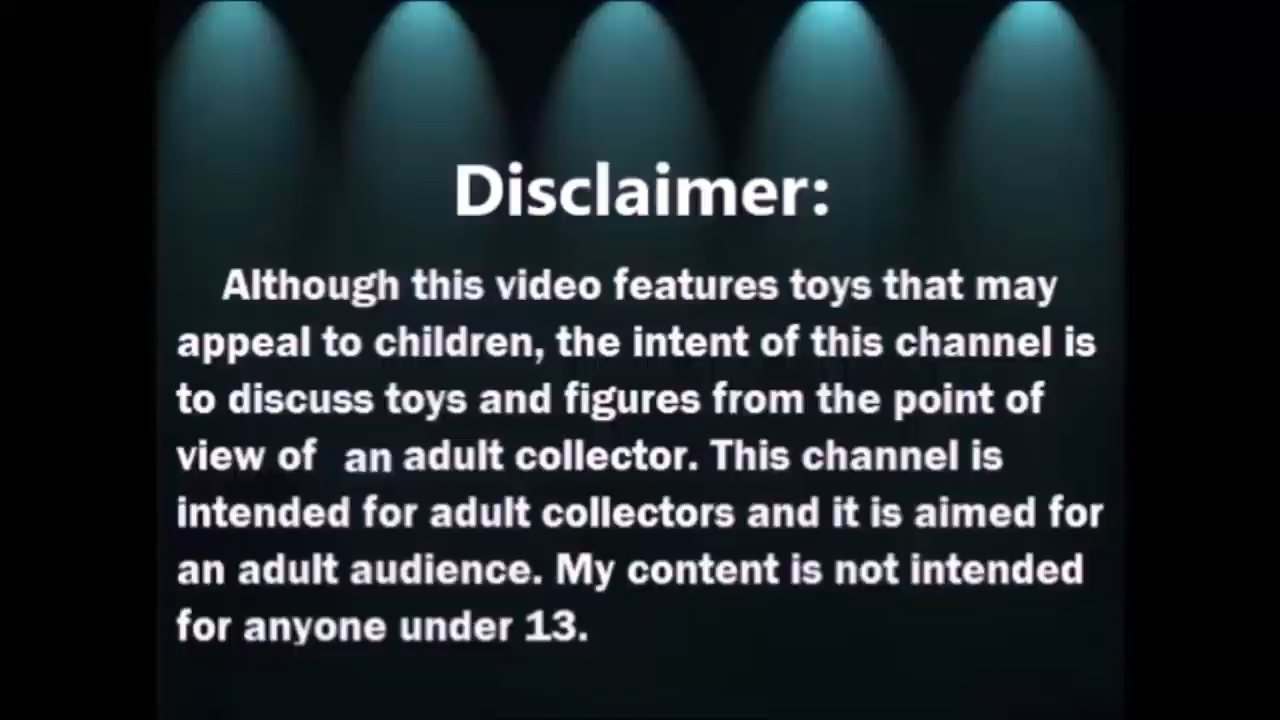 Disclaimer:
Although this video features toys that may
appeal to children, the intent of this channel is
to discuss toys and figures from the point of
view of an adult collector. This channel is
intended for adult collectors and it is aimed for
an adult audience. My content is not intended
for anyone under 13.